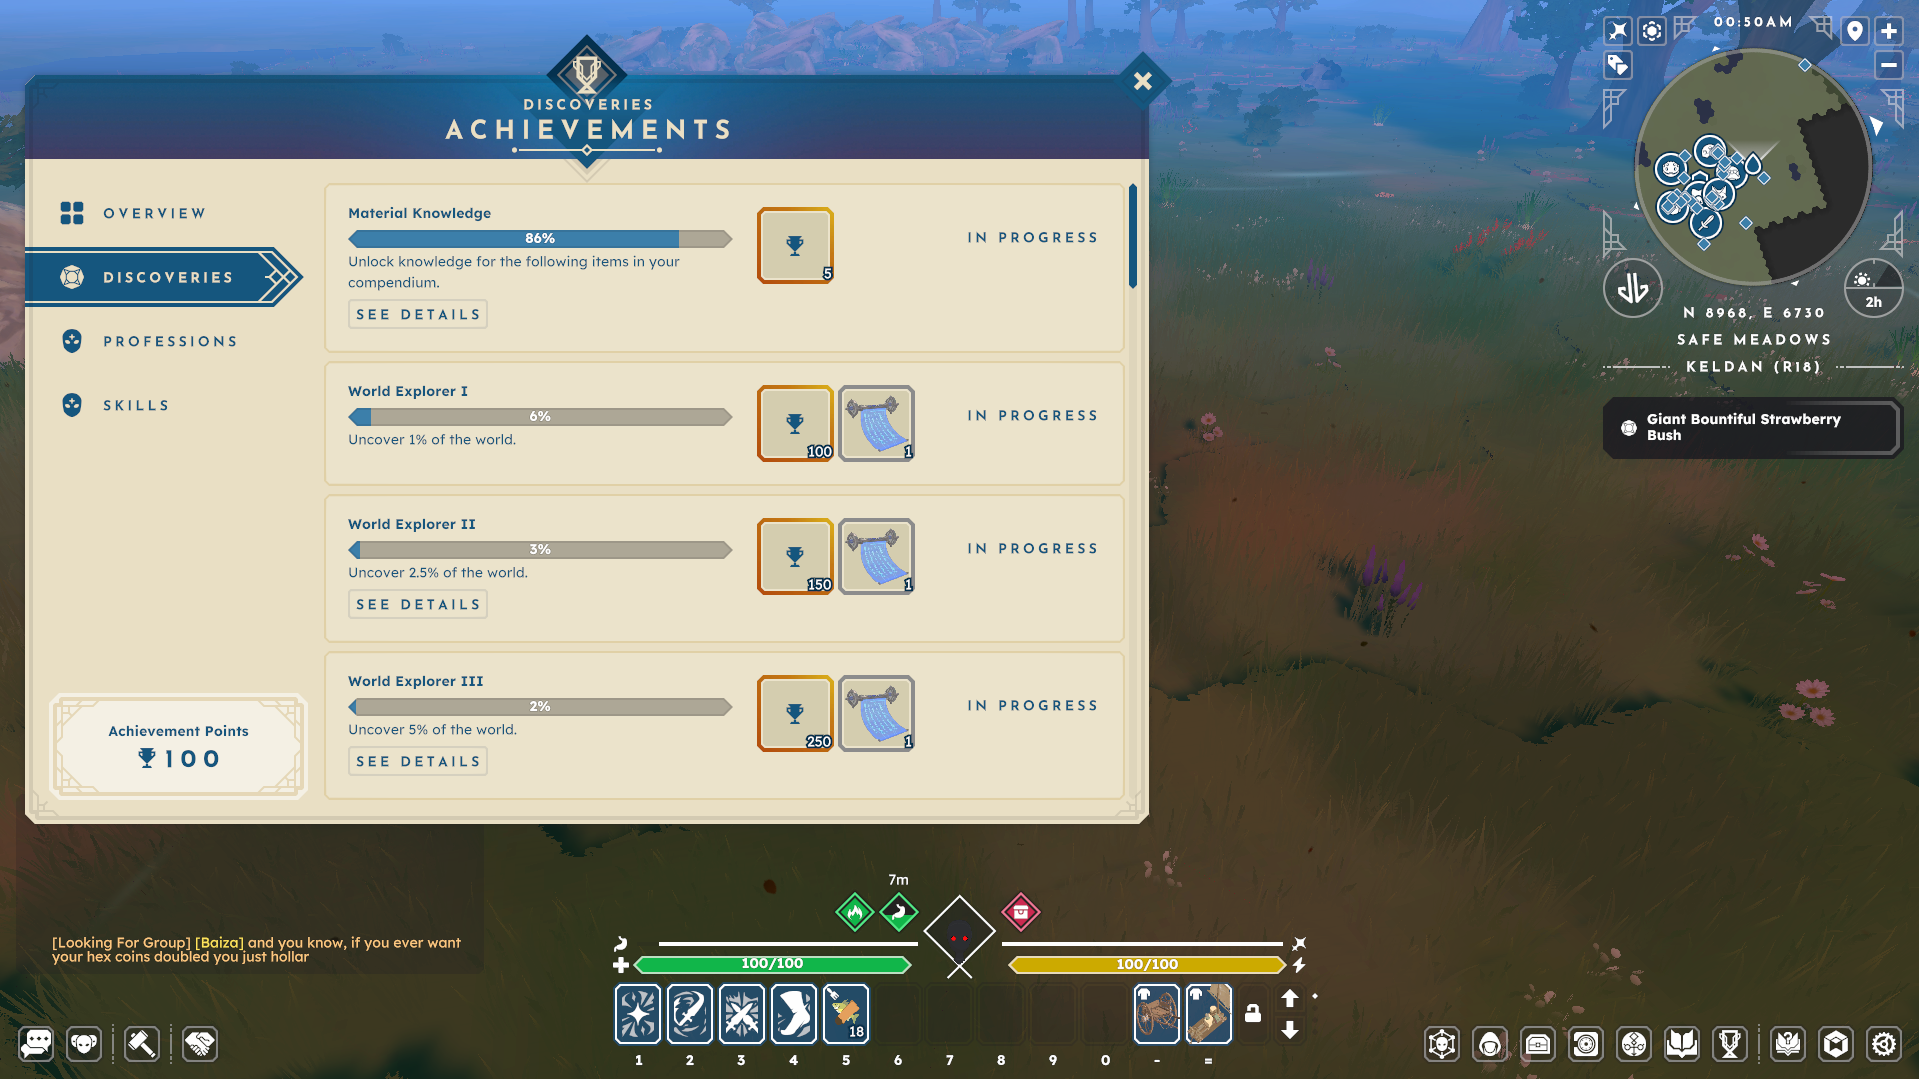 DISCOVERIES
ACHIEVEMENTS
OVERVIEW
DISCOVERIES
PROFESSIONS
SKILLS
Achievement Points
100
Material Knowledge
86%
Unlock knowledge for the following items in your
compendium.
SEE DETAILS
5
IN PROGRESS
World Explorer I
6%
Uncover 1% of the world.
100
1
IN PROGRESS
World Explorer II
3%
Uncover 2.5% of the world.
SEE DETAILS
150
1
IN PROGRESS
World Explorer III
2%
Uncover 5% of the world.
SEE DETAILS
250
1
IN PROGRESS
00:50AM
2h
N 8968, E 6730
SAFE MEADOWS
KELDAN (R18)
Giant Bountiful Strawberry
Bush
[Looking For Group] [Baiza] and you know, if you ever want
your hex coins doubled you just hollar
7m
100/100
100/100
18
1 2 3 4 5 6 7 8 9 0 - =